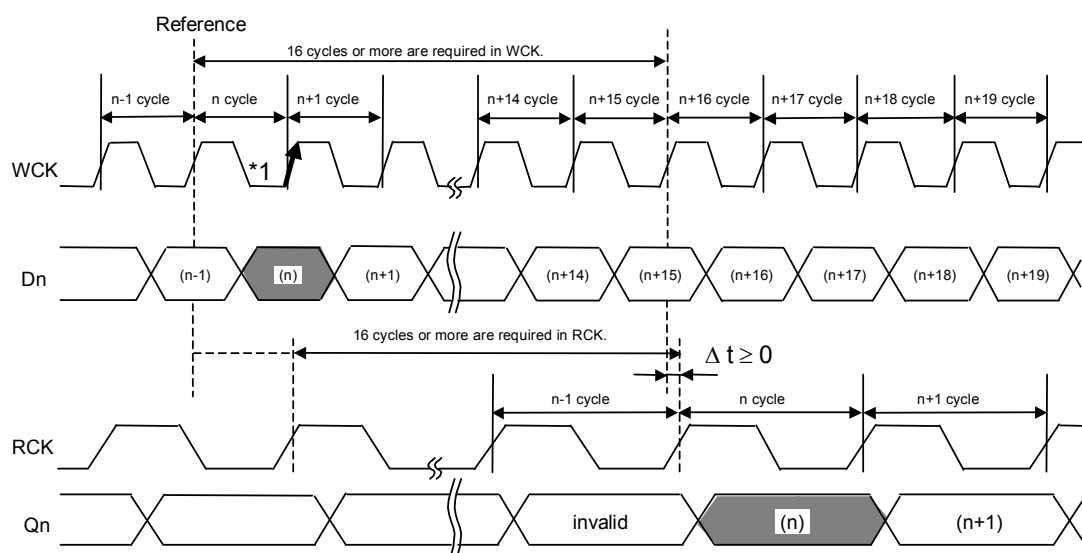 Reference
16 cycles or more are required in WCK.
n-1 cycle n cycle n+1 cycle n+14 cycle n+15 cycle n+16 cycle n+17 cycle n+18 cycle n+19 cycle
WCK *1
Dn (n-1) (n) (n+1) (n+14) (n+15) (n+16) (n+17) (n+18) (n+19)
16 cycles or more are required in RCK.
Δ t ≥ 0
n-1 cycle n cycle n+1 cycle
RCK
Qn invalid (n) (n+1)